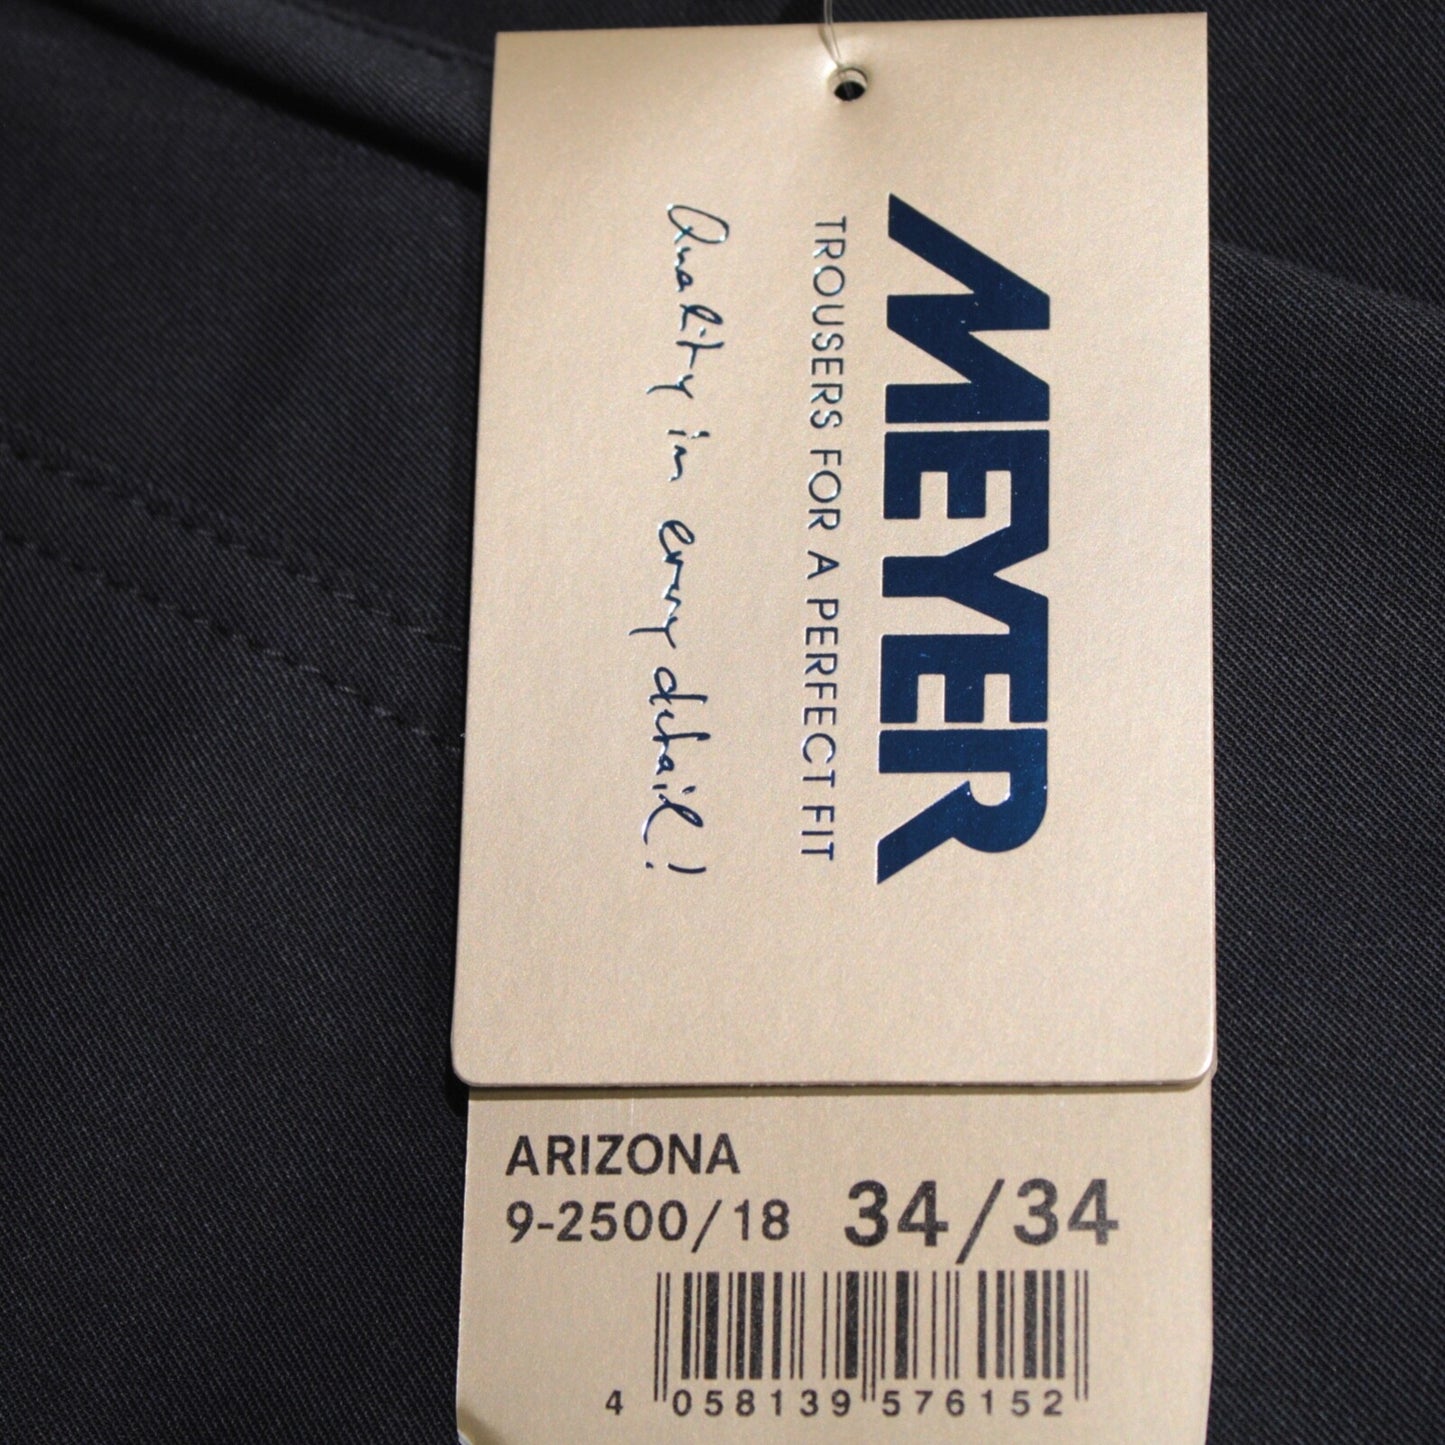 MEYER
TROUSERS FOR A PERFECT FIT
Quality in every detail!
ARIZONA
9-2500/18 34/34
4 058139 576152